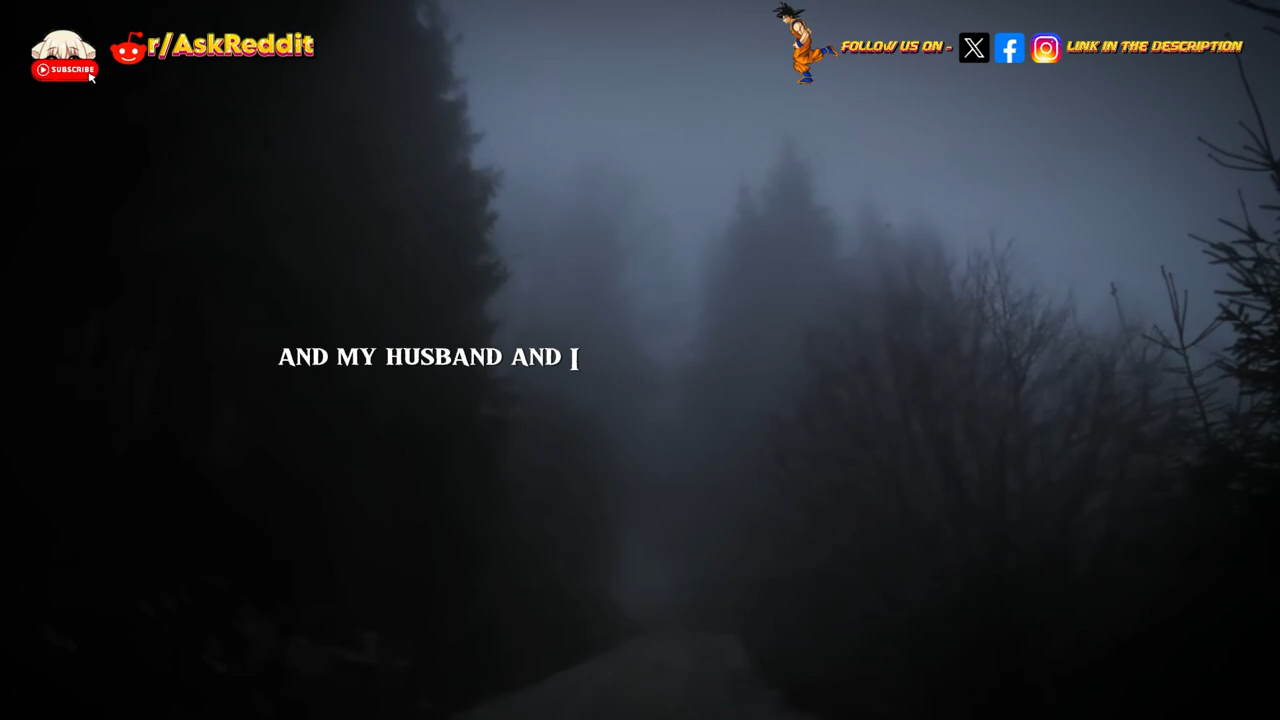 SUBSCRIBE
r/AskReddit
FOLLOW US ON -
LINK IN THE DESCRIPTION
AND MY HUSBAND AND I